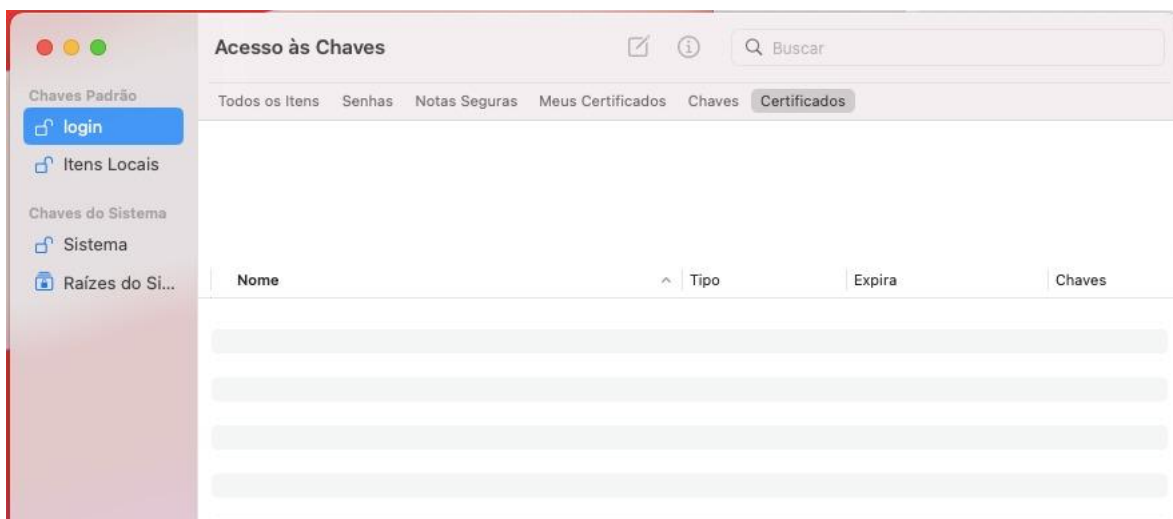 Acesso às Chaves
Buscar
Chaves Padrão
Todos os Itens Senhas Notas Seguras Meus Certificados Chaves Certificados
login
Itens Locais
Chaves do Sistema
Sistema
Raízes do Si...
Nome Tipo Expira Chaves